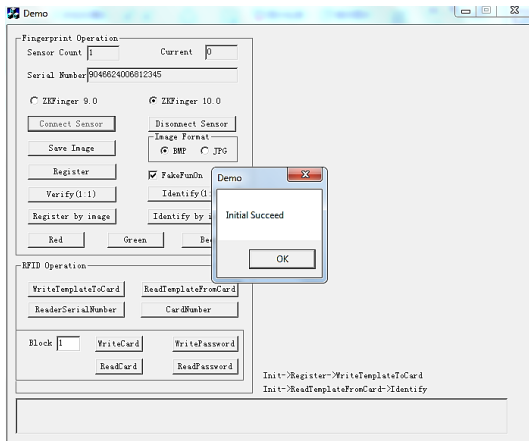 Demo
Fingerprint Operation
Sensor Count 1 Current 0
Serial Number 9046624006812345
ZKFinger 9.0 ZKFinger 10.0
Connect Sensor Disonnect Sensor
Image Format
Save Image BMP JPG
Register FakeFunOn
Verify(1:1) Identify(1:
Register by image Identify by i
Red Green Bee
Demo
Initial Succeed
OK
RFID Operation
WriteTemplateToCard ReadTemplateFromCard
ReaderSerialNumber CardNumber
Block 1 WriteCard WritePassword
ReadCard ReadPassword
Init->Register->WriteTemplateToCard
Init->ReadTemplateFromCard->Identify